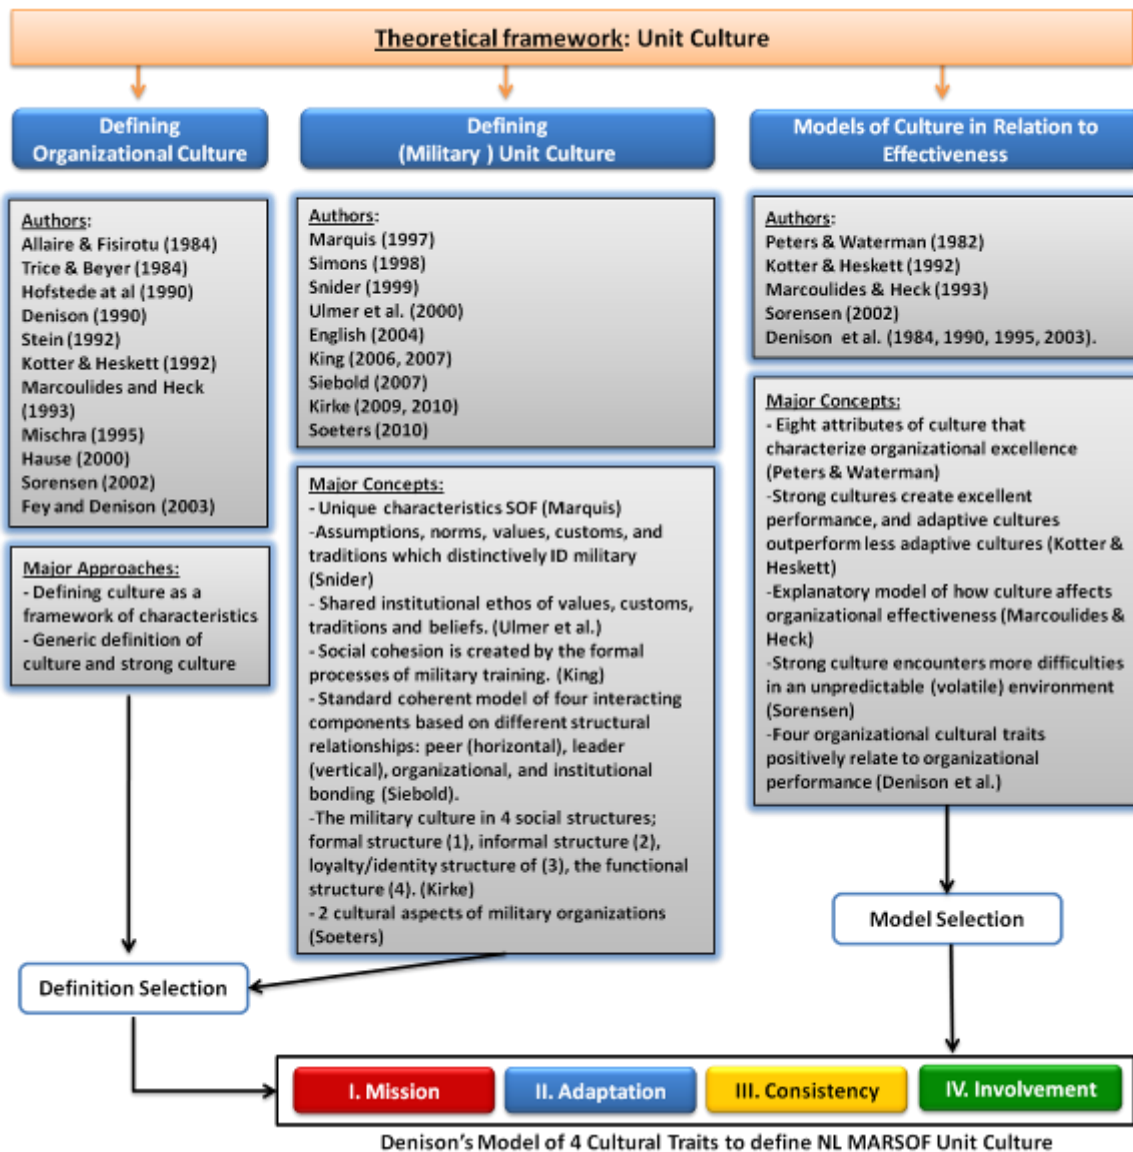 Theoretical framework: Unit Culture
Defining
Organizational Culture
Authors:
Allaire & Fisirotu (1984)
Trice & Beyer (1984)
Hofstede at al (1990)
Denison (1990)
Stein (1992)
Kotter & Heskett (1992)
Marcoulides and Heck
(1993)
Mischra (1995)
Hause (2000)
Sorensen (2002)
Fey and Denison (2003)
Major Approaches:
- Defining culture as a
framework of characteristics
- Generic definition of
culture and strong culture
Defining
(Military ) Unit Culture
Authors:
Marquis (1997)
Simons (1998)
Snider (1999)
Ulmer et al. (2000)
English (2004)
King (2006, 2007)
Siebold (2007)
Kirke (2009, 2010)
Soeters (2010)
Major Concepts:
- Unique characteristics SOF (Marquis)
-Assumptions, norms, values, customs, and
traditions which distinctively ID military
(Snider)
- Shared institutional ethos of values, customs,
traditions and beliefs. (Ulmer et al.)
- Social cohesion is created by the formal
processes of military training. (King)
- Standard coherent model of four interacting
components based on different structural
relationships: peer (horizontal), leader
(vertical), organizational, and institutional
bonding (Siebold).
-The military culture in 4 social structures;
formal structure (1), informal structure (2),
loyalty/identity structure of (3), the functional
structure (4). (Kirke)
- 2 cultural aspects of military organizations
(Soeters)
Models of Culture in Relation to
Effectiveness
Authors:
Peters & Waterman (1982)
Kotter & Heskett (1992)
Marcoulides & Heck (1993)
Sorensen (2002)
Denison et al. (1984, 1990, 1995, 2003).
Major Concepts:
- Eight attributes of culture that
characterize organizational excellence
(Peters & Waterman)
-Strong cultures create excellent
performance, and adaptive cultures
outperform less adaptive cultures (Kotter &
Heskett)
-Explanatory model of how culture affects
organizational effectiveness (Marcoulides &
Heck)
-Strong culture encounters more difficulties
in an unpredictable (volatile) environment
(Sorensen)
-Four organizational cultural traits
positively relate to organizational
performance (Denison et al.)
Definition Selection
Model Selection
I. Mission
II. Adaptation
III. Consistency
IV. Involvement
Denison's Model of 4 Cultural Traits to define NL MARSOF Unit Culture